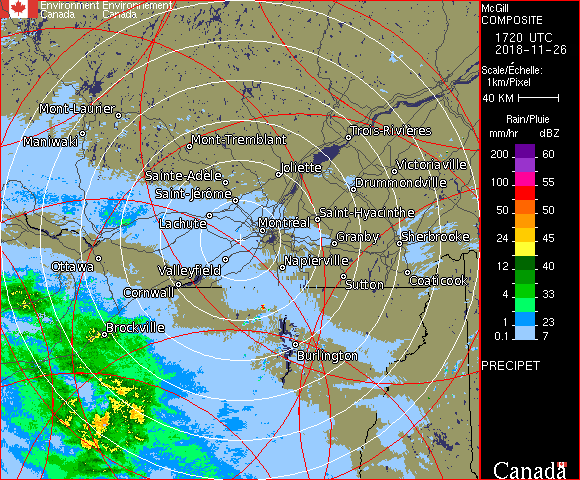 Environment Environnement
Canada Canada
McGill
COMPOSITE
1720 UTC
2018-11-26
Scale/Échelle:
1km/Pixel
40 KM
Rain/Pluie
mm/hr dBZ
200 60
100 55
50 50
24 45
12 40
4 33
1 23
0.1 7
PRECIPET
Canada
Mont-Laurier
Maniwaki
Mont-Tremblant
Trois-Rivières
Sainte-Adèle
Joliette
Victoriaville
Saint-Jérôme
Drummondville
Lachute
Montréal
Saint-Hyacinthe
Granby
Sherbrooke
Ottawa
Valleyfield
Napierville
Cornwall
Sutton
Coaticook
Brockville
Burlington